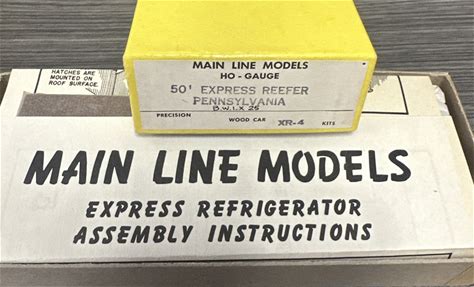 HATCHES ARE
MOUNTED ON
ROOF SURFACE.
MAIN LINE MODELS
HO - GAUGE
50' EXPRESS REEFER
PENNSYLVANIA
B.W.I.X 25
PRECISION WOOD CAR XR-4 KITS
MAIN LINE MODELS
EXPRESS REFRIGERATOR
ASSEMBLY INSTRUCTIONS